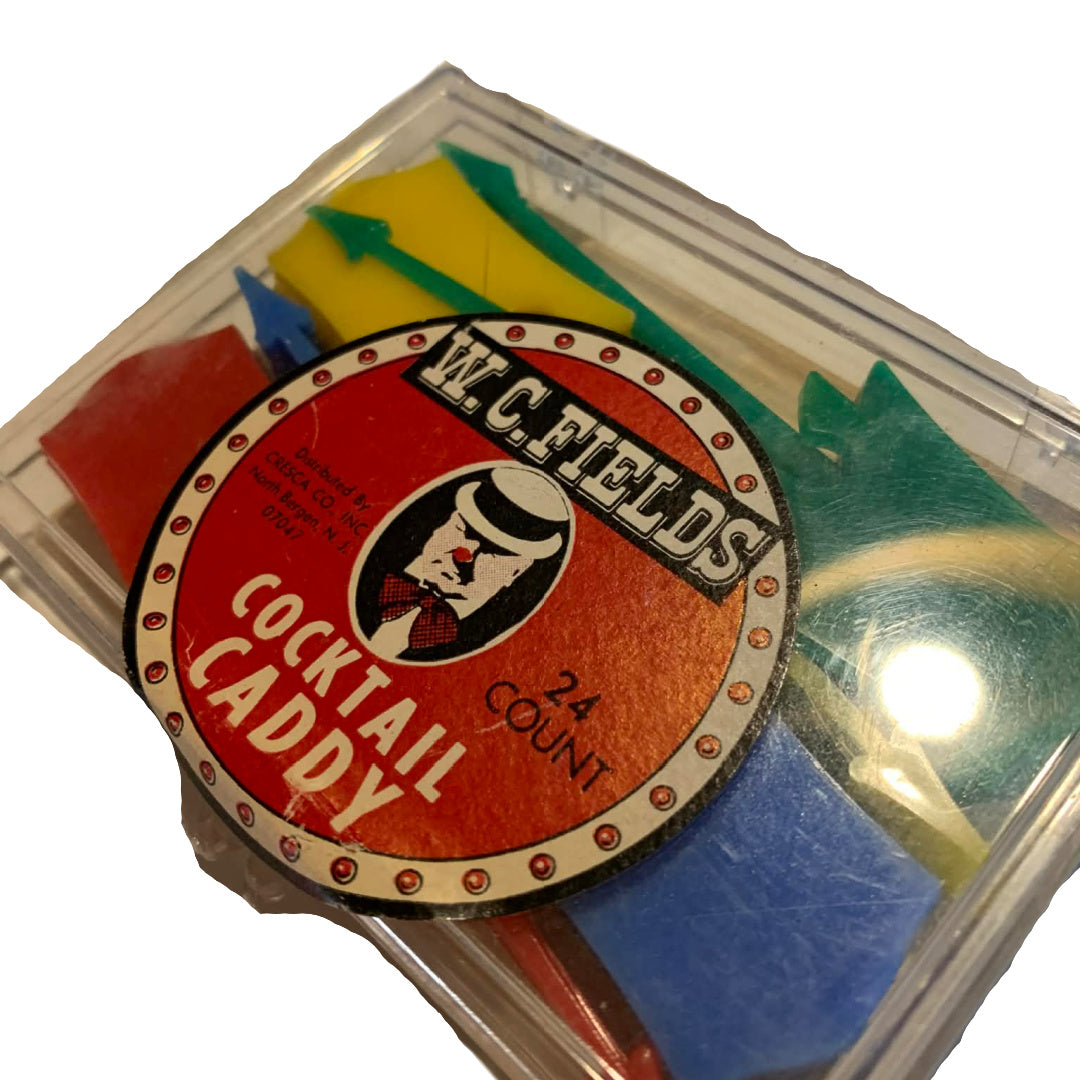 W.C.FIELDS
Distributed By
CRESCA CO., INC.
North Bergen, N. J.
07047
COCKTAIL
CADDY
24
COUNT